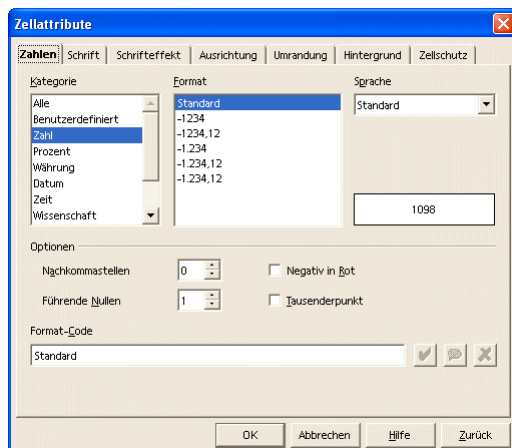 Zellattribute
Zahlen Schrift Schrifteffekt Ausrichtung Umrandung Hintergrund Zellschutz
Kategorie Format Sprache
Alle Standard Standard
Benutzerdefiniert -1234
Zahl -1234,12
Prozent -1.234
Währung -1.234,12
Datum -1.234,12
Zeit
Wissenschaft 1098
Optionen
Nachkommastellen 0 Negativ in Rot
Führende Nullen 1 Tausenderpunkt
Format-Code
Standard
OK Abbrechen Hilfe Zurück